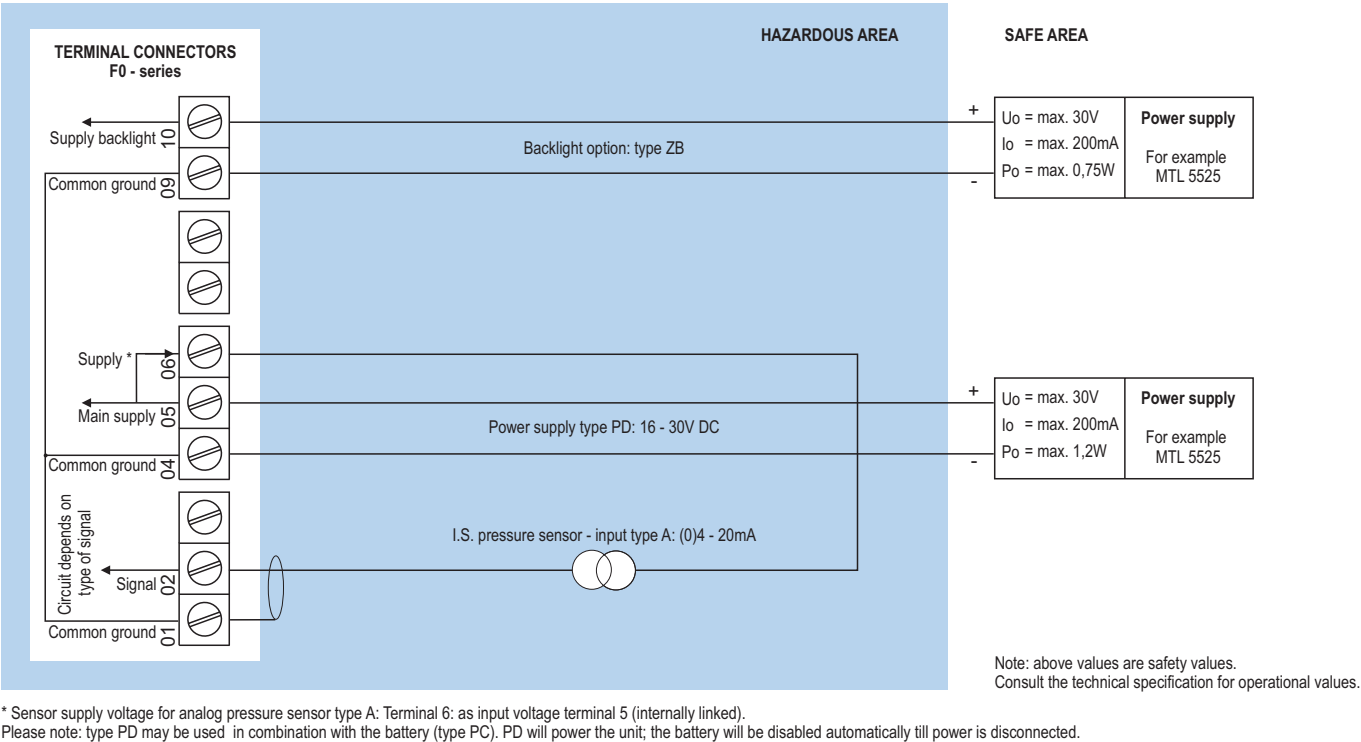 HAZARDOUS AREA
SAFE AREA
TERMINAL CONNECTORS
F0 - series
Supply backlight
10
Common ground
09
Backlight option: type ZB
+
-
Uo = max. 30V
Io = max. 200mA
Po = max. 0,75W
Power supply
For example
MTL 5525
Supply *
06
Main supply
05
Common ground
04
Power supply type PD: 16 - 30V DC
+
-
Uo = max. 30V
Io = max. 200mA
Po = max. 1,2W
Power supply
For example
MTL 5525
Circuit depends on
type of signal
Signal
02
Common ground
01
I.S. pressure sensor - input type A: (0)4 - 20mA
Note: above values are safety values.
Consult the technical specification for operational values.
* Sensor supply voltage for analog pressure sensor type A: Terminal 6: as input voltage terminal 5 (internally linked).
Please note: type PD may be used in combination with the battery (type PC). PD will power the unit; the battery will be disabled automatically till power is disconnected.